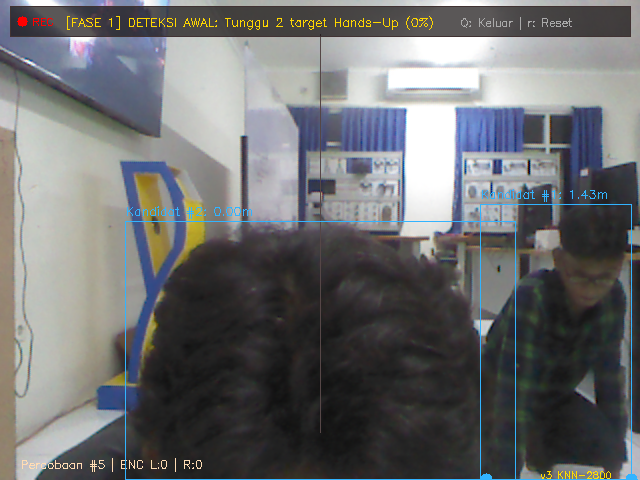 REC [FASE 1] DETEKSI AWAL: Tunggu 2 target Hands-Up (0%) Q: Keluar | r: Reset
Kandidat #1: 1.43m
Kandidat #2: 0.00m
Percobaan #5 | ENC L:0 | R:0
v3 KNN-2800